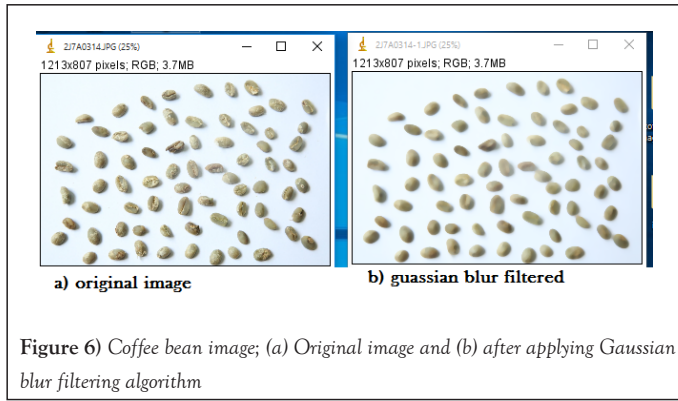 2J7A0314.JPG (25%)
1213x807 pixels; RGB; 3.7MB
2J7A0314-1.JPG (25%)
1213x807 pixels; RGB; 3.7MB
a) original image
b) guassian blur filtered
Figure 6) Coffee bean image; (a) Original image and (b) after applying Gaussian
blur filtering algorithm